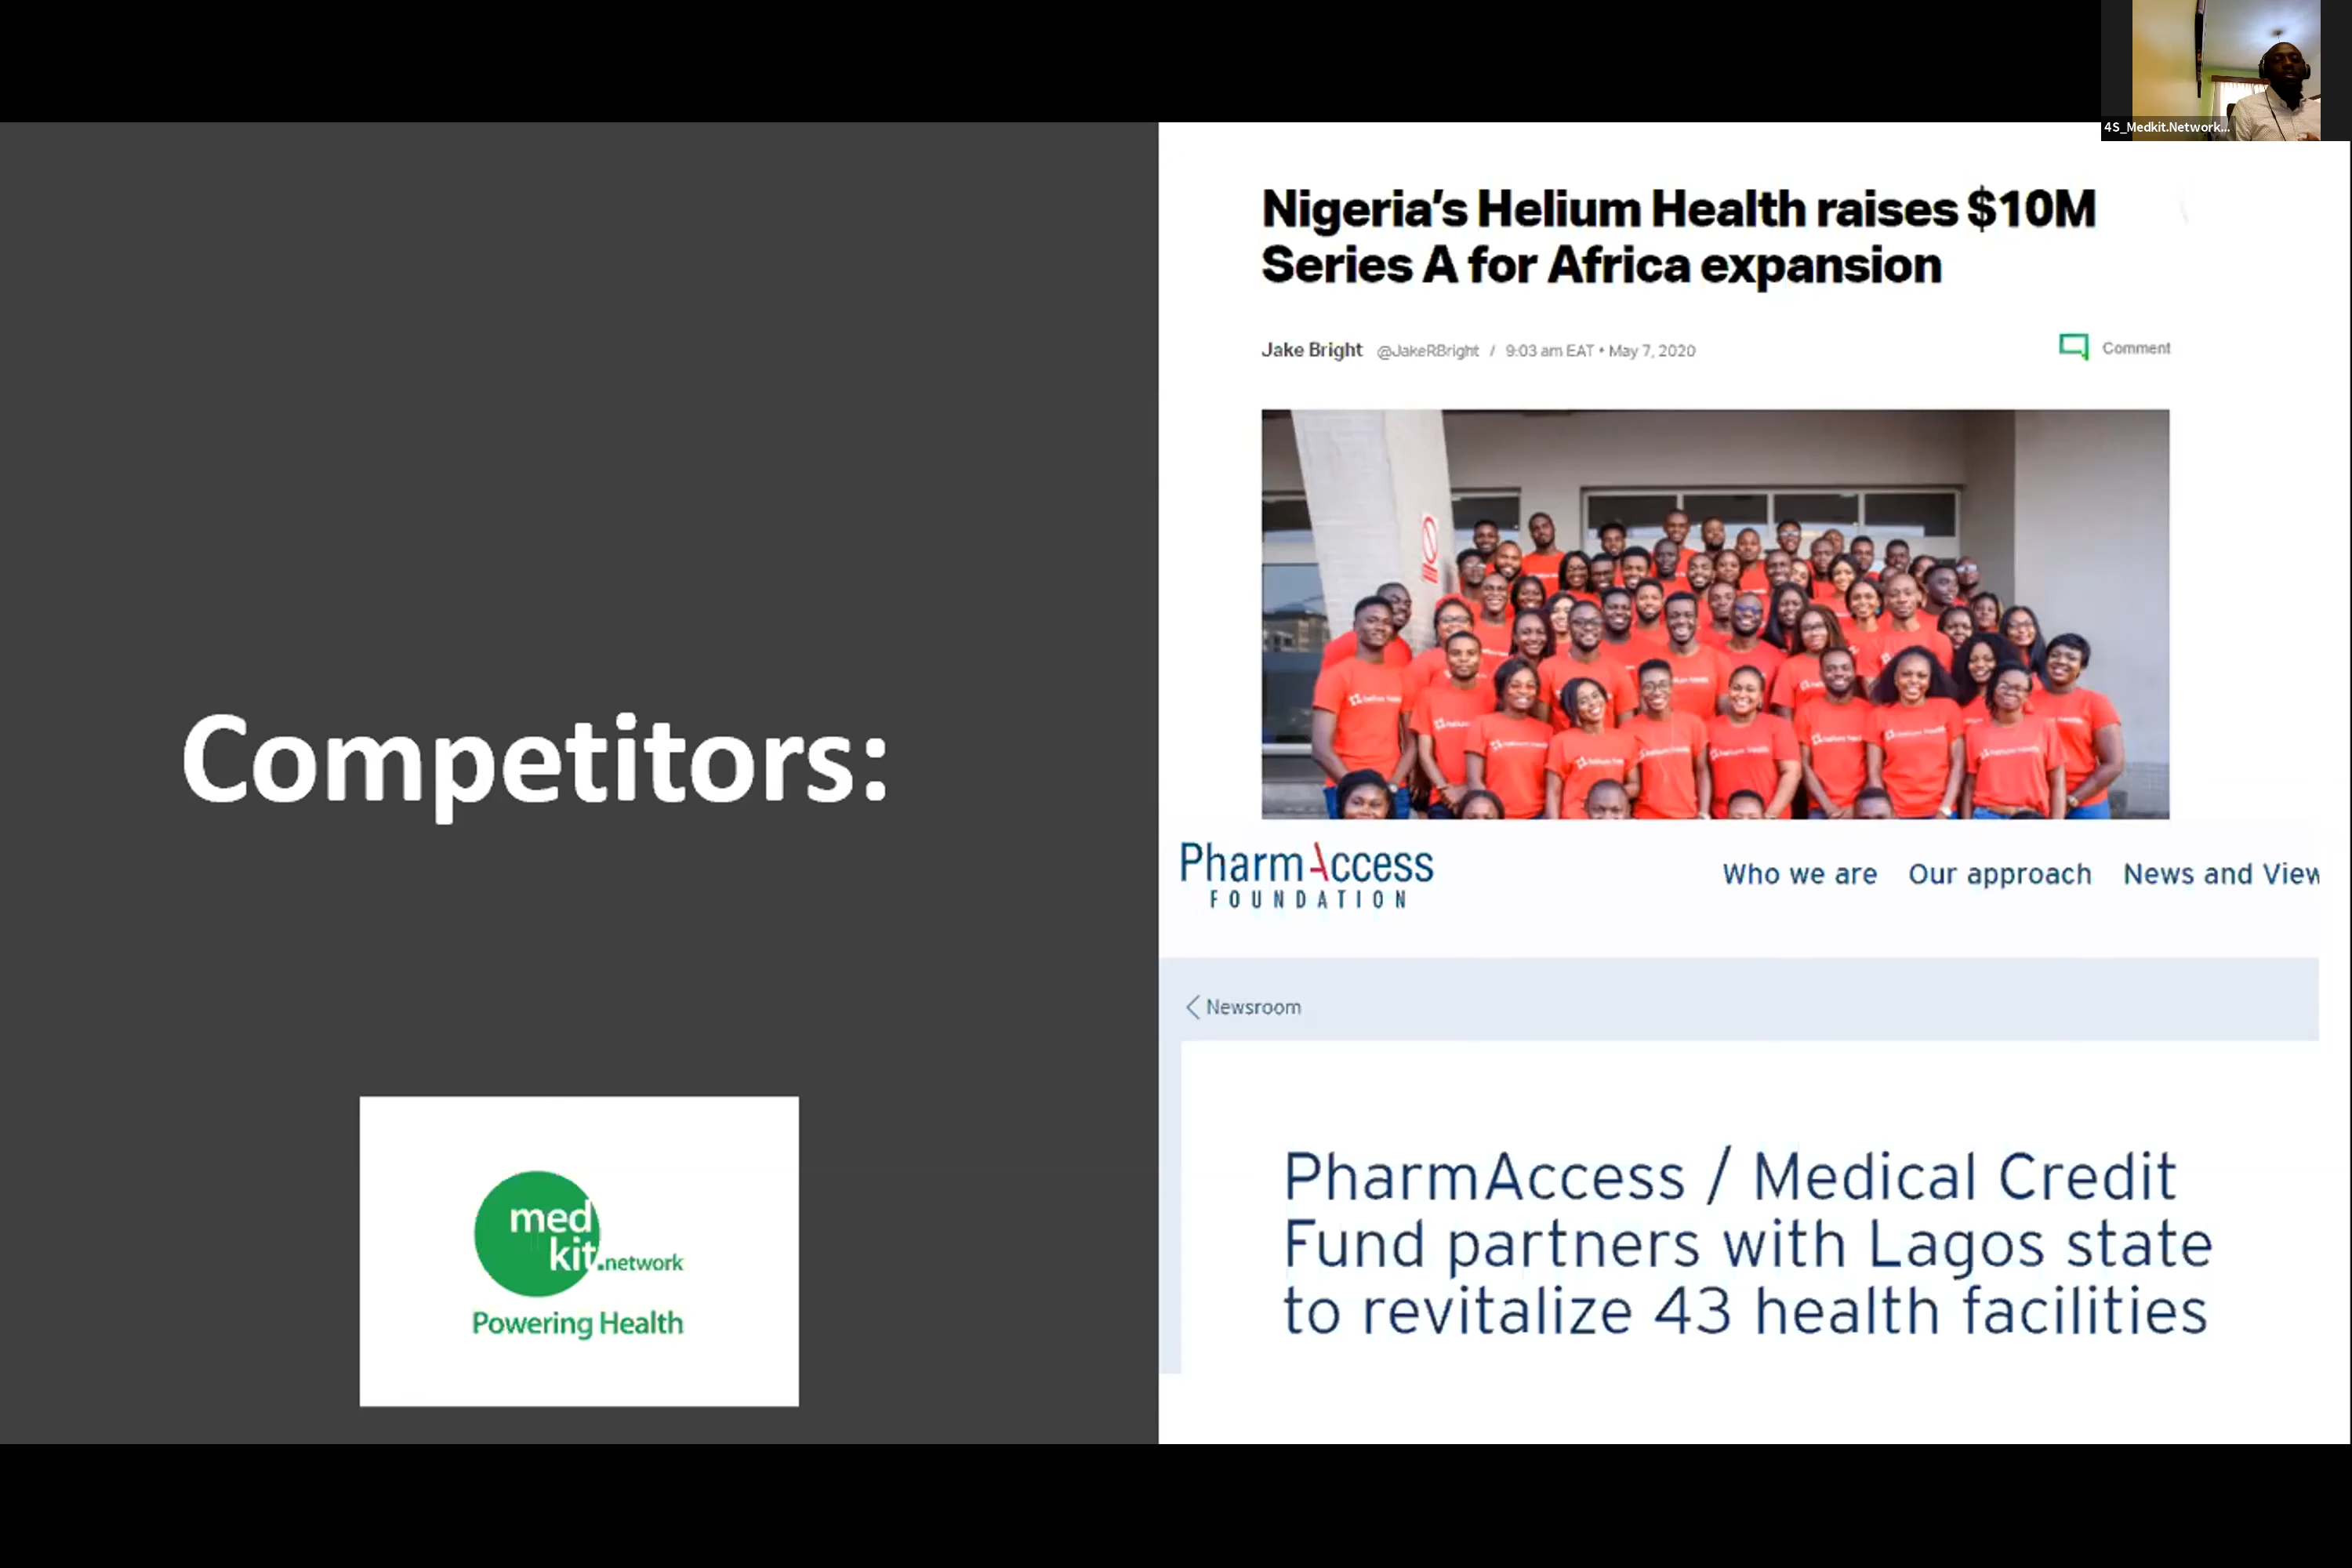 4S_Medkit.Network...
Competitors:
med
kit.network
Powering Health
Nigeria’s Helium Health raises $10M
Series A for Africa expansion
Jake Bright @JakeRBright / 9:03 am EAT • May 7, 2020
Comment
PharmAccess
FOUNDATION
Who we are Our approach News and View
Newsroom
PharmAccess / Medical Credit
Fund partners with Lagos state
to revitalize 43 health facilities